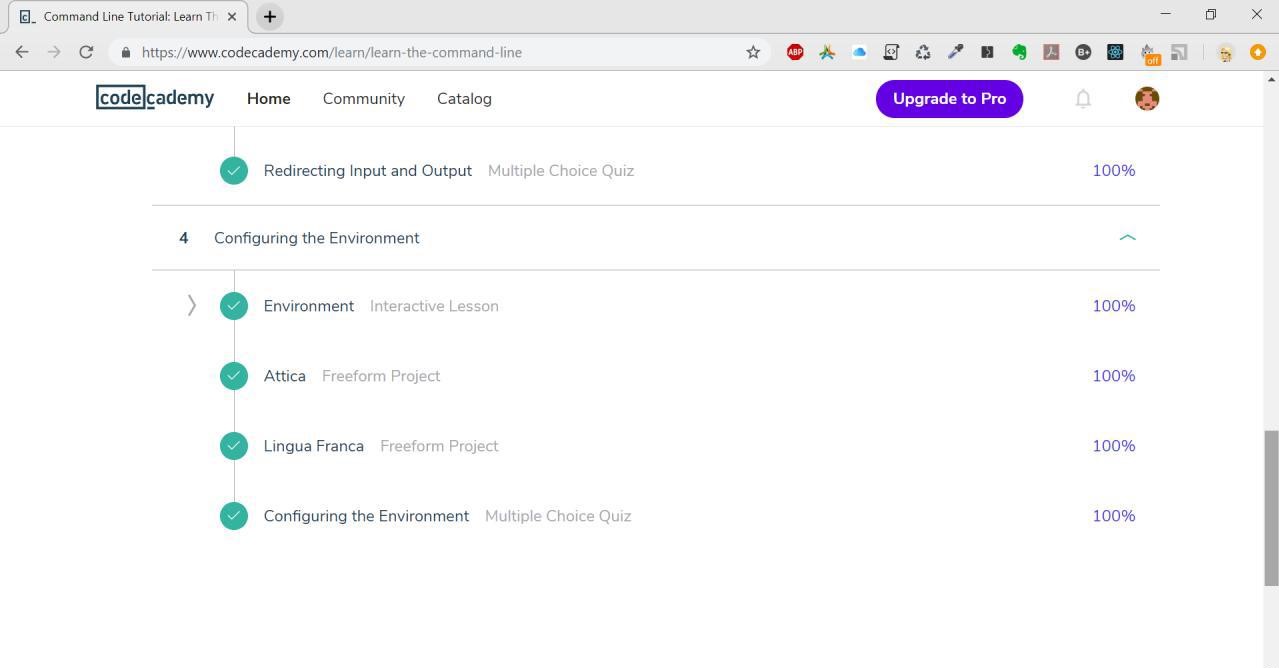 Command Line Tutorial: Learn Th
https://www.codecademy.com/learn/learn-the-command-line
ABP
B+
off
codecademy Home Community Catalog Upgrade to Pro
Redirecting Input and Output Multiple Choice Quiz 100%
4 Configuring the Environment
Environment Interactive Lesson 100%
Attica Freeform Project 100%
Lingua Franca Freeform Project 100%
Configuring the Environment Multiple Choice Quiz 100%